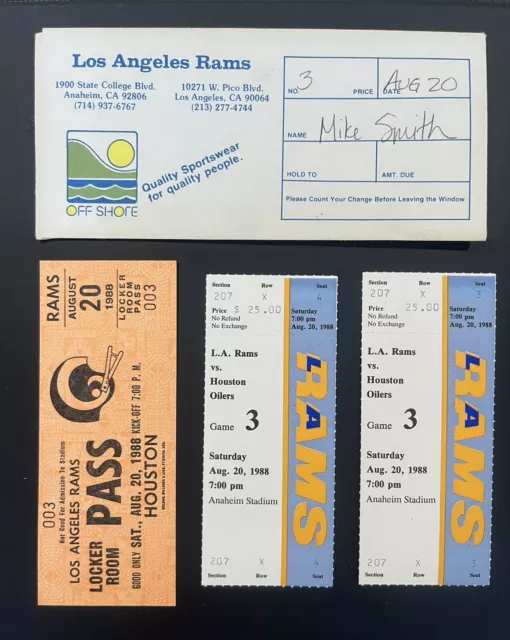 Los Angeles Rams
1900 State College Blvd.
Anaheim, CA 92806
(714) 937-6767
10271 W. Pico Blvd.
Los Angeles, CA 90064
(213) 277-4744
OFF SHORE
Quality Sportswear
for quality people.
NO. 3 PRICE DATE AUG 20
NAME Mike Smith
HOLD TO AMT. DUE
Please Count Your Change Before Leaving the Window
RAMS
AUGUST
20
1988
LOCKER
ROOM
PASS
003
003
Not Good For Admission To Stadium
LOS ANGELES RAMS
LOCKER
ROOM
PASS
GOOD ONLY SAT., AUG. 20, 1988 KICK-OFF 7:00 P. M.
HOUSTON
Section Row Seat
207 X 4
Price $ 25.00
No Refund
No Exchange
Saturday
7:00 pm
Aug. 20, 1988
L.A. Rams
vs.
Houston
Oilers
Game 3
Saturday
Aug. 20, 1988
7:00 pm
Anaheim Stadium
LA RAMS
207 X 4
Section Row Seat
Section Row Seat
207 X 3
Price $ 25.00
No Refund
No Exchange
Saturday
7:00 pm
Aug. 20, 1988
L.A. Rams
vs.
Houston
Oilers
Game 3
Saturday
Aug. 20, 1988
7:00 pm
Anaheim Stadium
LA RAMS
207 X 3
Section Row Seat